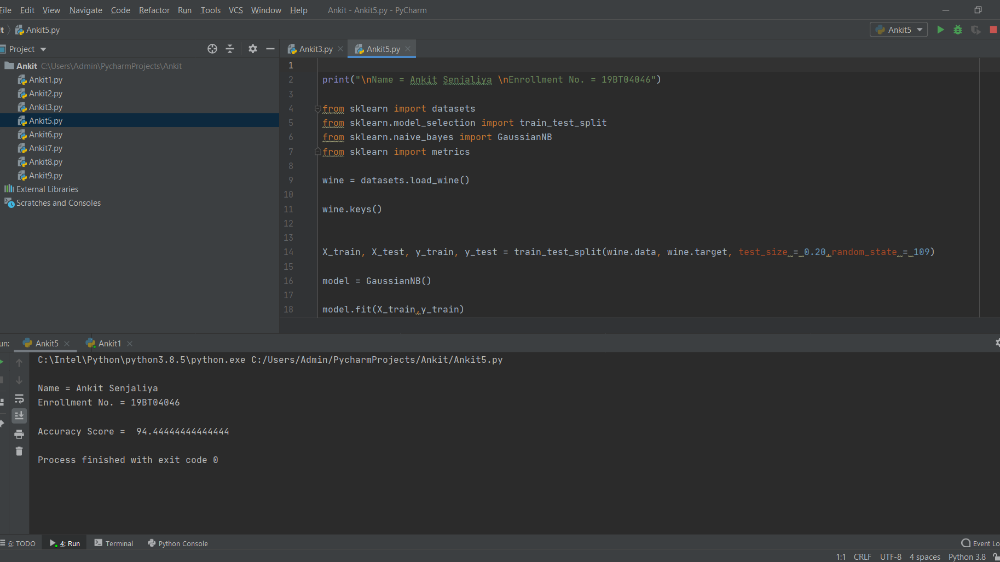 File Edit View Navigate Code Refactor Run Tools VCS Window Help Ankit - Ankit5.py - PyCharm
it Ankit5.py Ankit5
Project Ankit3.py Ankit5.py
Ankit C:\Users\Admin\PycharmProjects\Ankit
Ankit1.py
Ankit2.py
Ankit3.py
Ankit5.py
Ankit6.py
Ankit7.py
Ankit8.py
Ankit9.py
External Libraries
Scratches and Consoles
1
2 print("\nName = Ankit Senjaliya \nEnrollment No. = 19BT04046")
3
4 from sklearn import datasets
5 from sklearn.model_selection import train_test_split
6 from sklearn.naive_bayes import GaussianNB
7 from sklearn import metrics
8
9 wine = datasets.load_wine()
10
11 wine.keys()
12
13
14 X_train, X_test, y_train, y_test = train_test_split(wine.data, wine.target, test_size = 0.20,random_state = 109)
15
16 model = GaussianNB()
17
18 model.fit(X_train,y_train)
un: Ankit5 Ankit1
C:\Intel\Python\python3.8.5\python.exe C:/Users/Admin/PycharmProjects/Ankit/Ankit5.py
Name = Ankit Senjaliya
Enrollment No. = 19BT04046
Accuracy Score =  94.44444444444444
Process finished with exit code 0
6: TODO 4: Run Terminal Python Console Event Lo
1:1 CRLF UTF-8 4 spaces Python 3.8